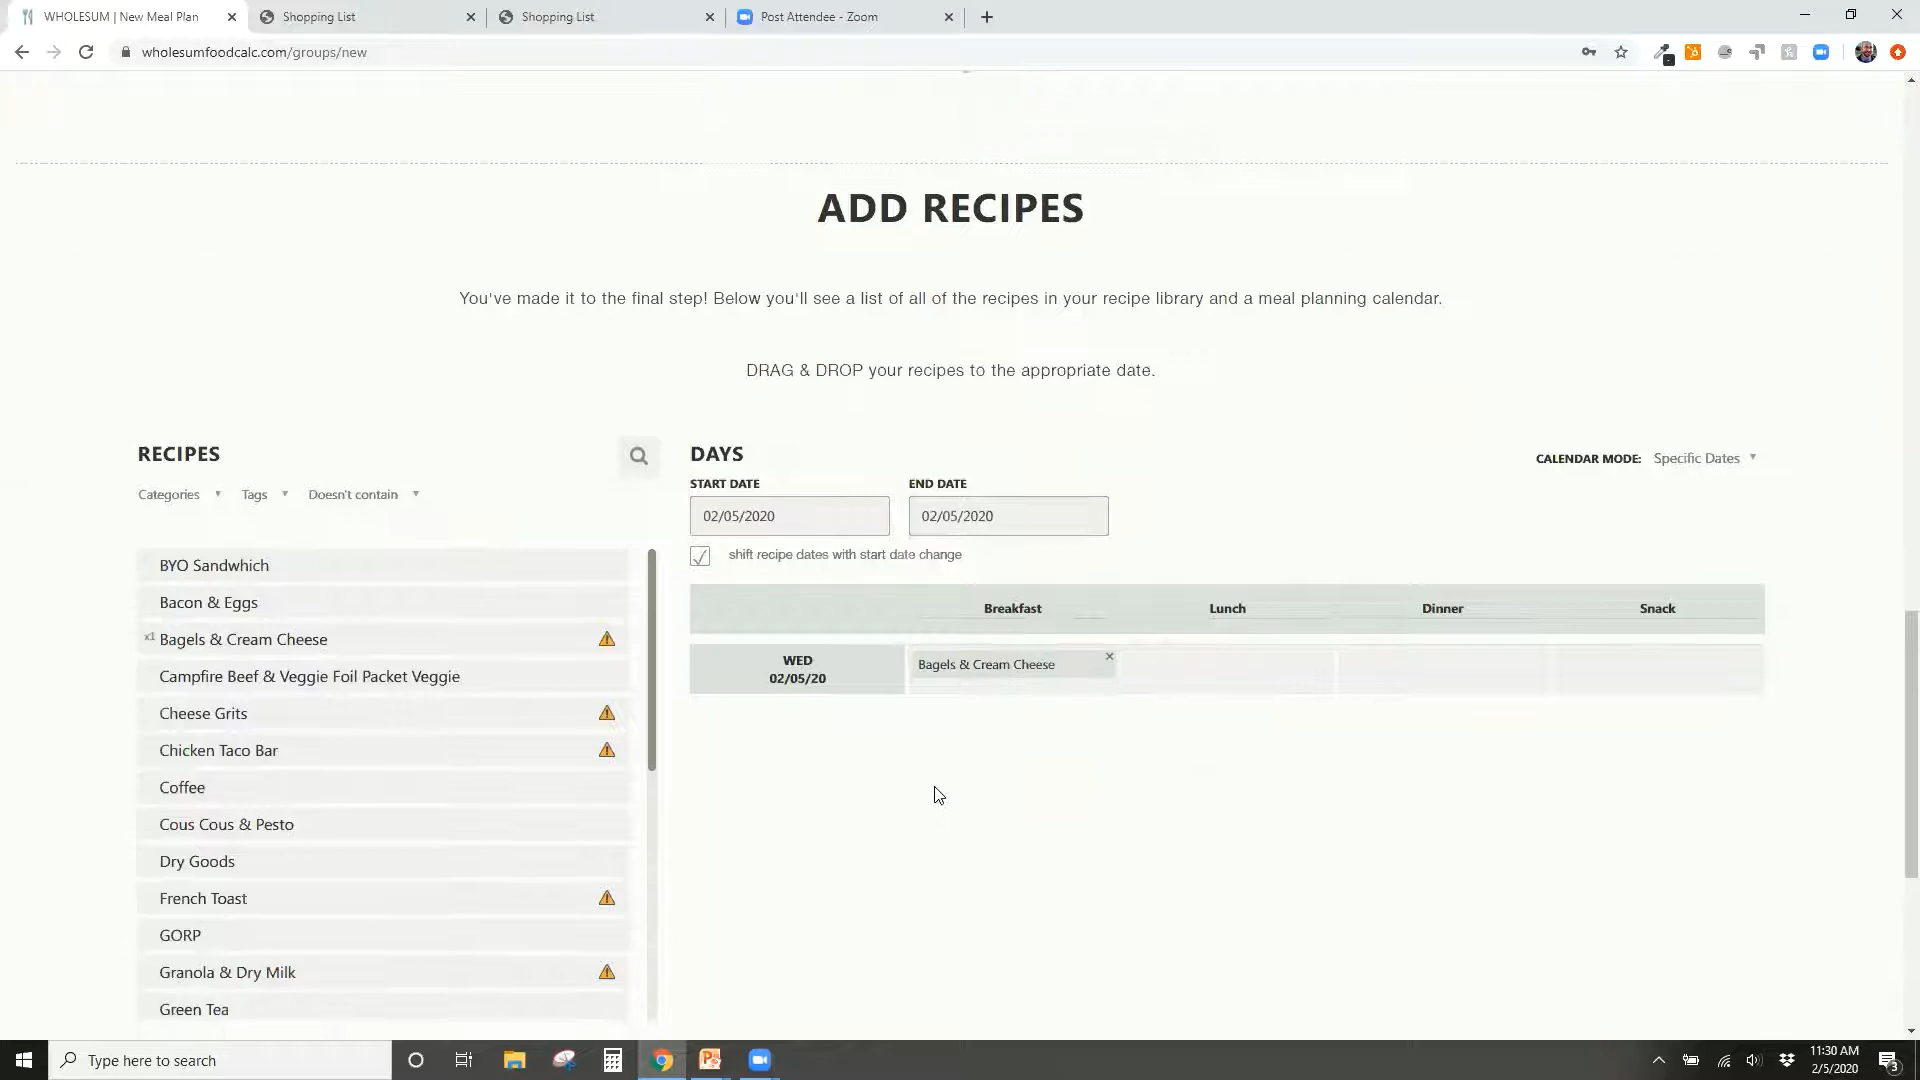 WHOLESUM | New Meal Plan
Shopping List
Shopping List
Post Attendee - Zoom
wholesumfoodcalc.com/groups/new
ADD RECIPES
You've made it to the final step! Below you'll see a list of all of the recipes in your recipe library and a meal planning calendar.
DRAG & DROP your recipes to the appropriate date.
RECIPES
Categories
Tags
Doesn't contain
BYO Sandwhich
Bacon & Eggs
x1 Bagels & Cream Cheese
Campfire Beef & Veggie Foil Packet Veggie
Cheese Grits
Chicken Taco Bar
Coffee
Cous Cous & Pesto
Dry Goods
French Toast
GORP
Granola & Dry Milk
Green Tea
DAYS
CALENDAR MODE: Specific Dates
START DATE
END DATE
02/05/2020
02/05/2020
shift recipe dates with start date change
Breakfast
Lunch
Dinner
Snack
WED
02/05/20
Bagels & Cream Cheese
Type here to search
11:30 AM
2/5/2020
3